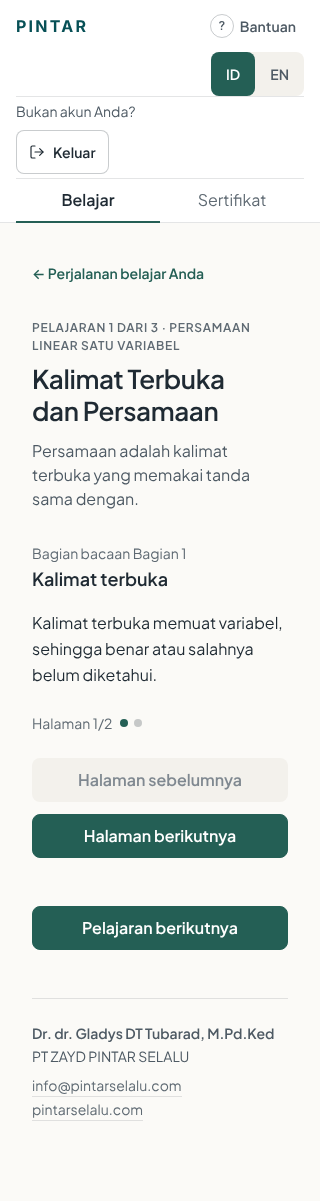 PINTAR
? Bantuan
ID EN
Bukan akun Anda?
Keluar
Belajar Sertifikat
← Perjalanan belajar Anda
PELAJARAN 1 DARI 3 · PERSAMAAN
LINEAR SATU VARIABEL
Kalimat Terbuka
dan Persamaan
Persamaan adalah kalimat
terbuka yang memakai tanda
sama dengan.
Bagian bacaan Bagian 1
Kalimat terbuka
Kalimat terbuka memuat variabel,
sehingga benar atau salahnya
belum diketahui.
Halaman 1/2
Halaman sebelumnya
Halaman berikutnya
Pelajaran berikutnya
Dr. dr. Gladys DT Tubarad, M.Pd.Ked
PT ZAYD PINTAR SELALU
info@pintarselalu.com
pintarselalu.com